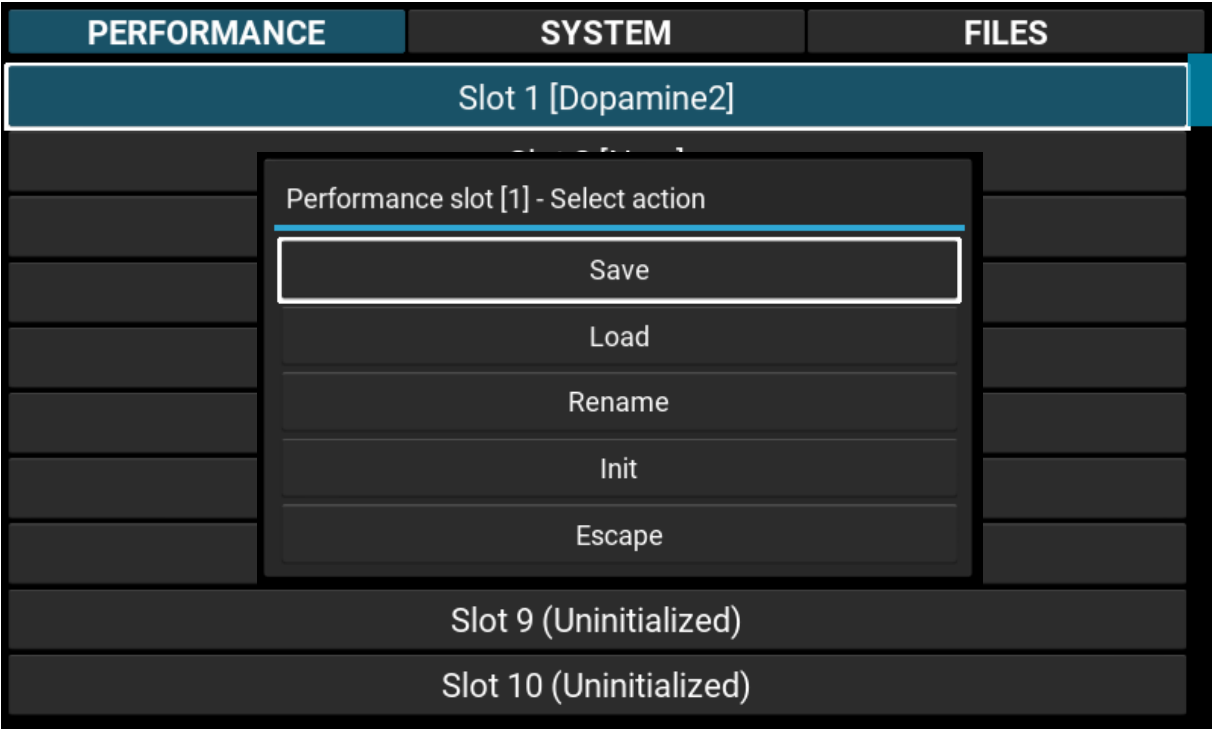 PERFORMANCE SYSTEM FILES
Slot 1 [Dopamine2]
Performance slot [1] - Select action
Save
Load
Rename
Init
Escape
Slot 9 (Uninitialized)
Slot 10 (Uninitialized)